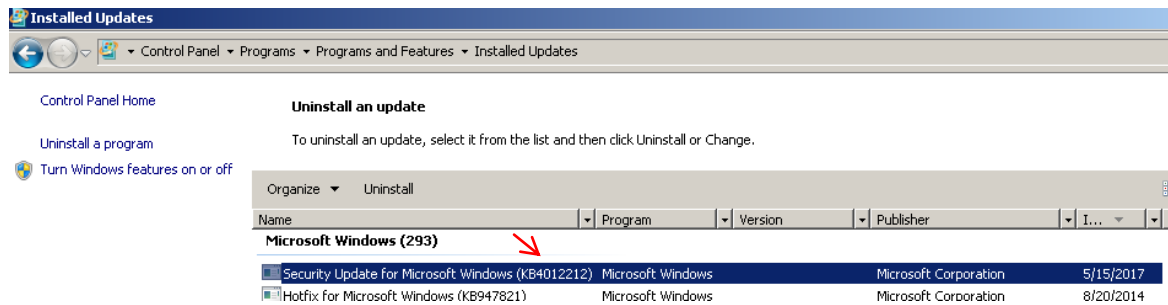 Installed Updates
Control Panel Programs Programs and Features Installed Updates
Control Panel Home
Uninstall a program
Turn Windows features on or off
Uninstall an update
To uninstall an update, select it from the list and then click Uninstall or Change.
Organize Uninstall
Name Program Version Publisher I...
Microsoft Windows (293)
Security Update for Microsoft Windows (KB4012212) Microsoft Windows Microsoft Corporation 5/15/2017
Hotfix for Microsoft Windows (KB947821) Microsoft Windows Microsoft Corporation 8/20/2014